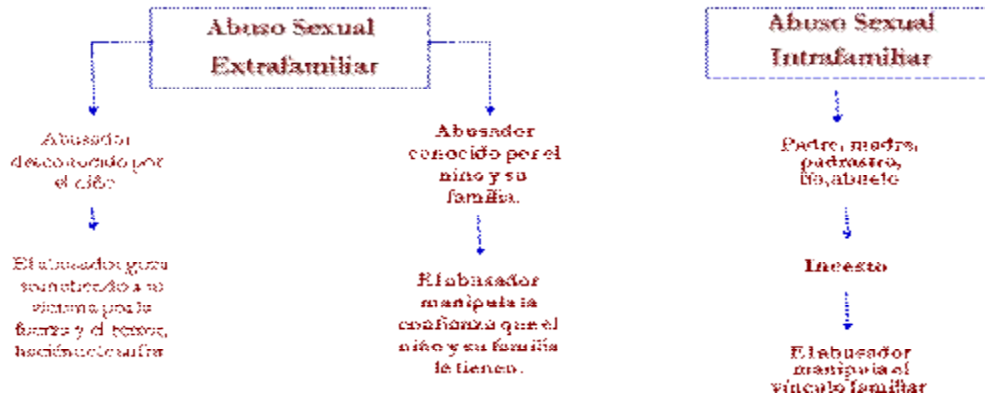 Abuso Sexual
Extrafamiliar
Abusador
desconocido por
el niño
El abusador goza
sometiendo a su
víctima por la
fuerza y el terror,
haciéndole sufrir
Abusador
conocido por el
niño y su
familia.
El abusador
manipula la
confianza que el
niño y su familia
le tienen.
Abuso Sexual
Intrafamiliar
Padre, madre,
padrastro,
tío, abuelo
Incesto
El abusador
manipula el
vínculo familiar